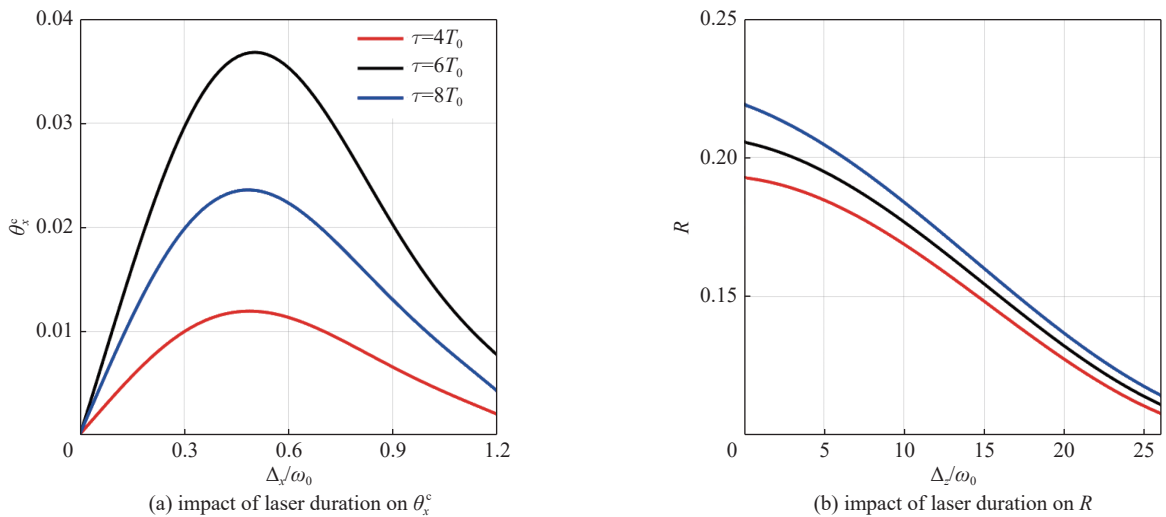 0.04
0.03
0.02
0.01
0
0.3
0.6
0.9
1.2
θₓᶜ
Δₓ/ω₀
τ=4T₀
τ=6T₀
τ=8T₀
(a) impact of laser duration on θₓᶜ
0.25
0.20
0.15
0
5
10
15
20
25
R
Δ_z/ω₀
(b) impact of laser duration on R